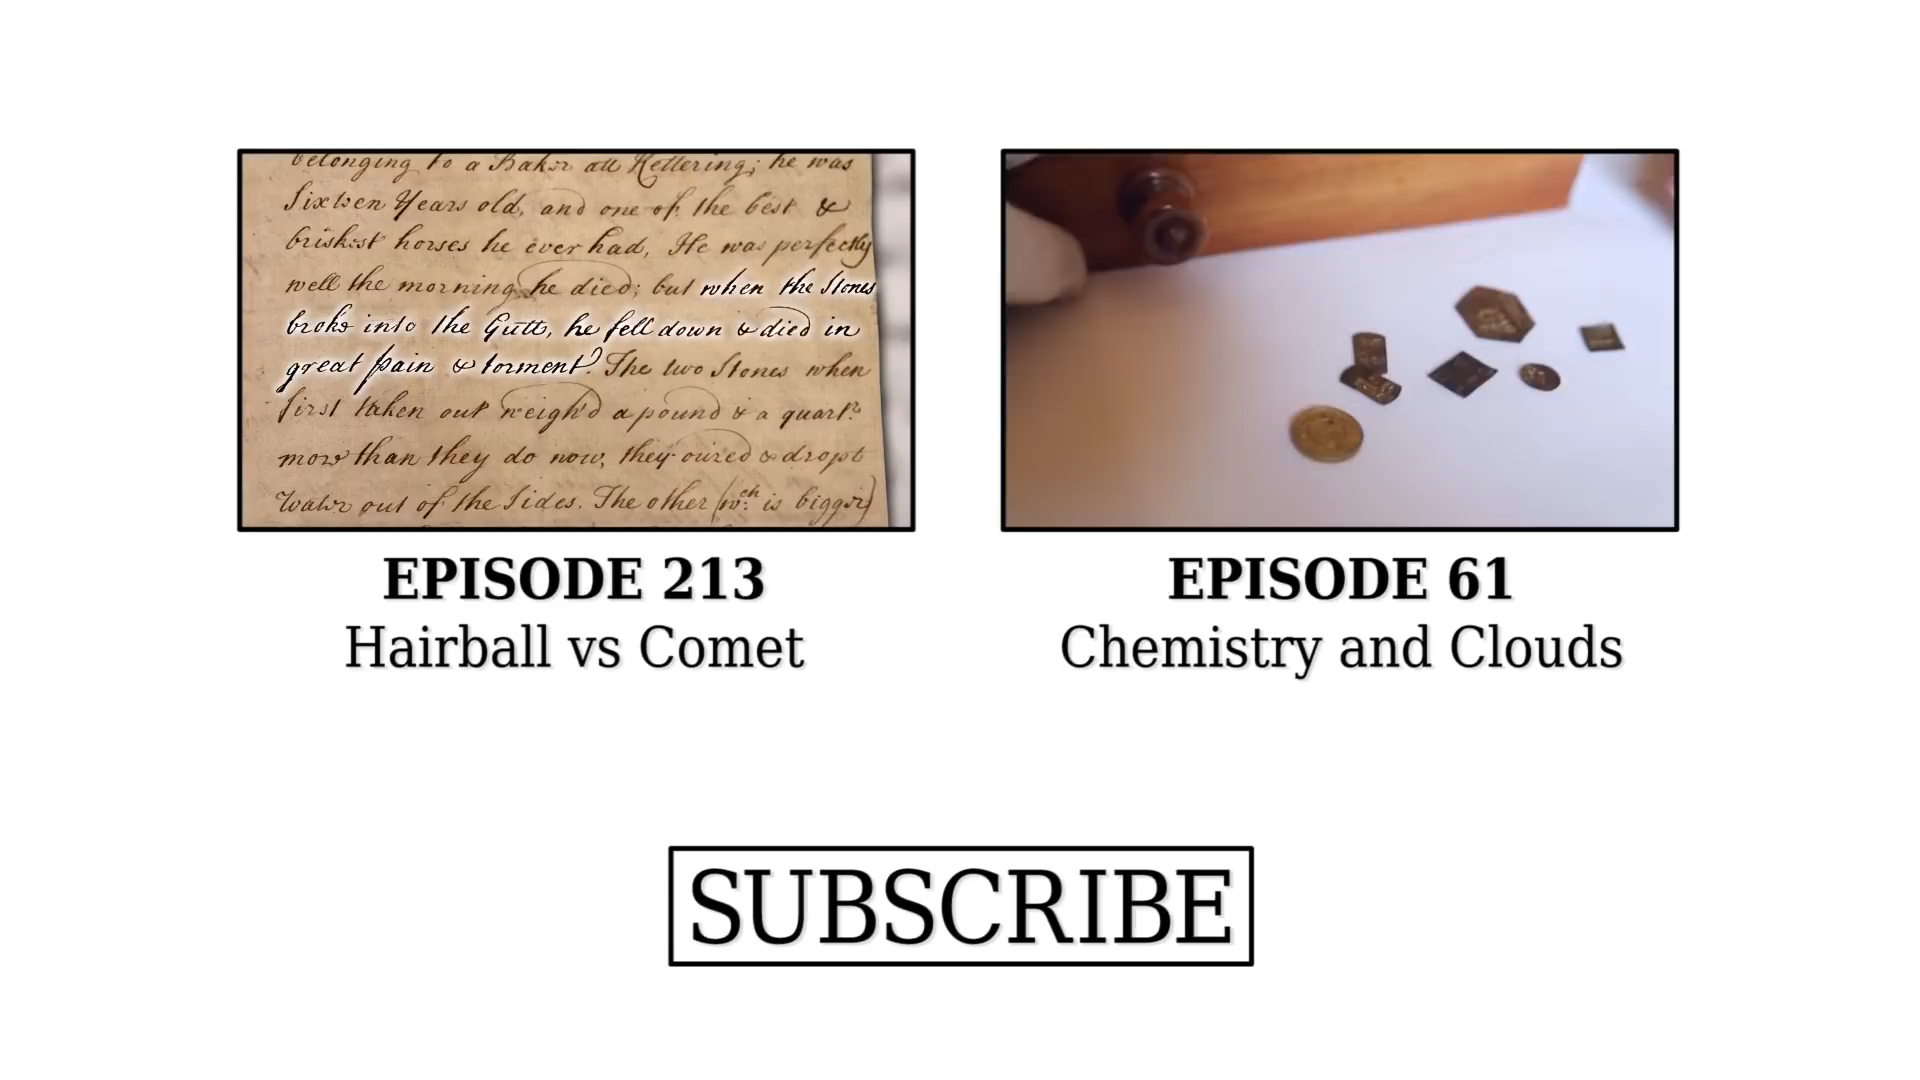 belonging to a Baker att Kettering; he was
Sixteen Years old, and one of the best &
briskest horses he ever had, He was perfectly
well the morning he died; but when the Stones
broke into the Gutt, he fell down & died in
great pain & torment. The two Stones when
first taken out weigh'd a pound & a quartr
more than they do now, they ouzed & dropt
Water out of the Sides. The other (wch is bigger)
EPISODE 213
Hairball vs Comet
EPISODE 61
Chemistry and Clouds
SUBSCRIBE